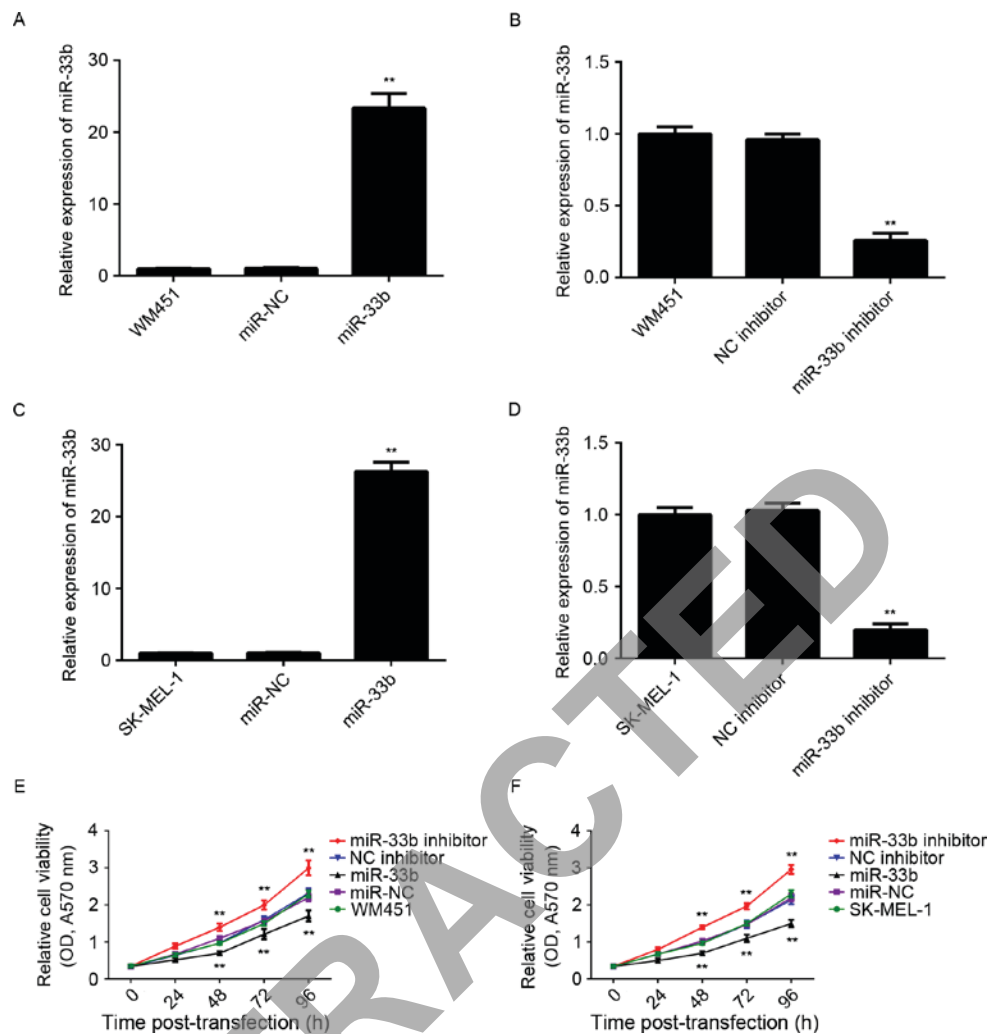 A
Relative expression of miR-33b
30
20
10
0
**
WM451
miR-NC
miR-33b
B
Relative expression of miR-33b
1.5
1.0
0.5
0.0
**
WM451
NC inhibitor
miR-33b inhibitor
C
Relative expression of miR-33b
30
20
10
0
**
SK-MEL-1
miR-NC
miR-33b
D
Relative expression of miR-33b
1.5
1.0
0.5
0.0
**
SK-MEL-1
NC inhibitor
miR-33b inhibitor
E
Relative cell viability
(OD, A570 nm)
4
3
2
1
0
**
**
**
**
**
**
0
24
48
72
96
Time post-transfection (h)
miR-33b inhibitor
NC inhibitor
miR-33b
miR-NC
WM451
F
Relative cell viability
(OD, A570 nm)
4
3
2
1
0
**
**
**
**
**
**
0
24
48
72
96
Time post-transfection (h)
miR-33b inhibitor
NC inhibitor
miR-33b
miR-NC
SK-MEL-1
TRACTED